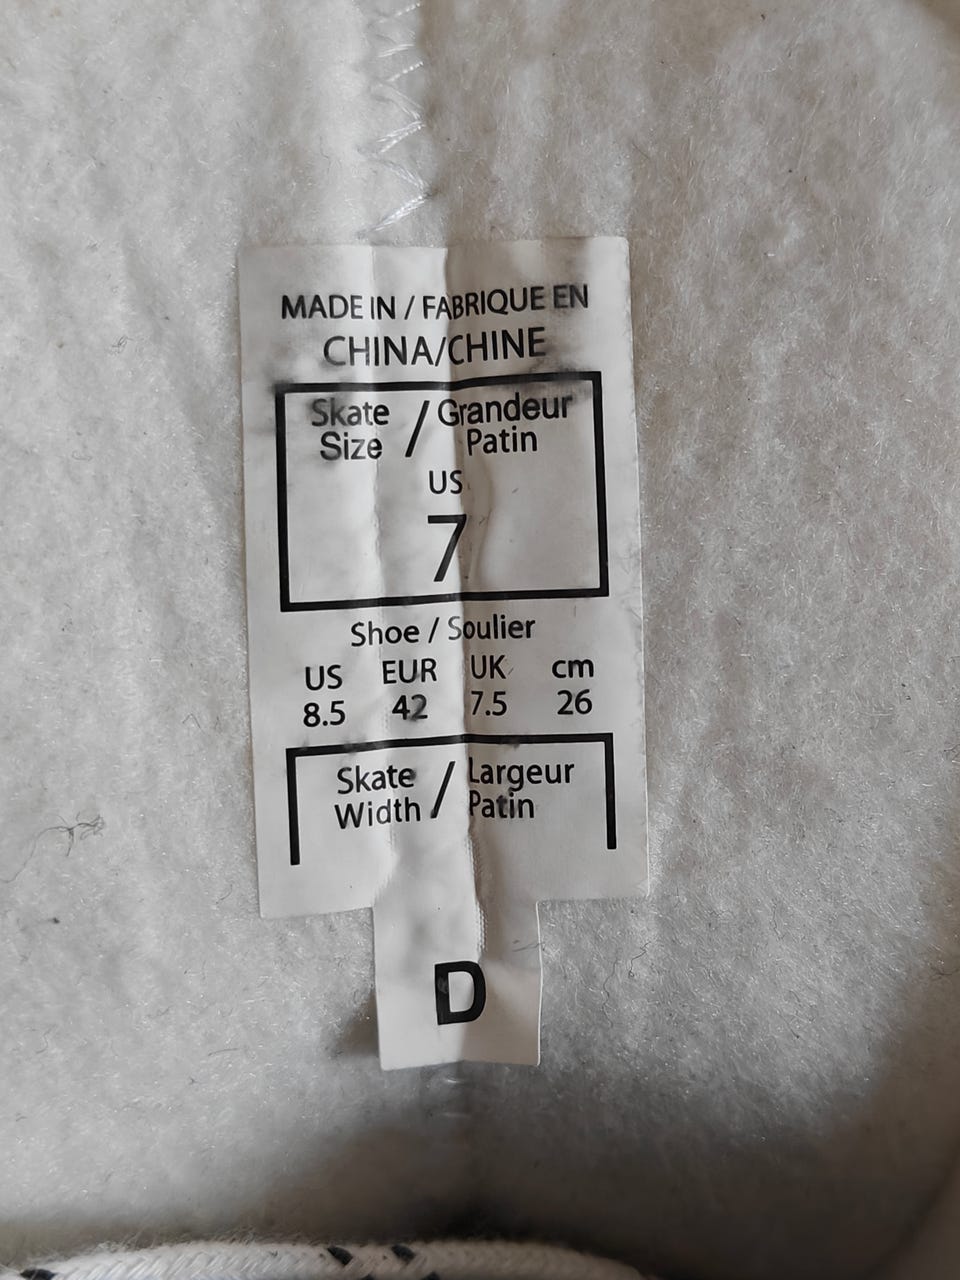 MADE IN / FABRIQUE EN
CHINA/CHINE
Skate Size / Grandeur Patin
US
7
Shoe / Soulier
US EUR UK cm
8.5 42 7.5 26
Skate Width / Largeur Patin
D